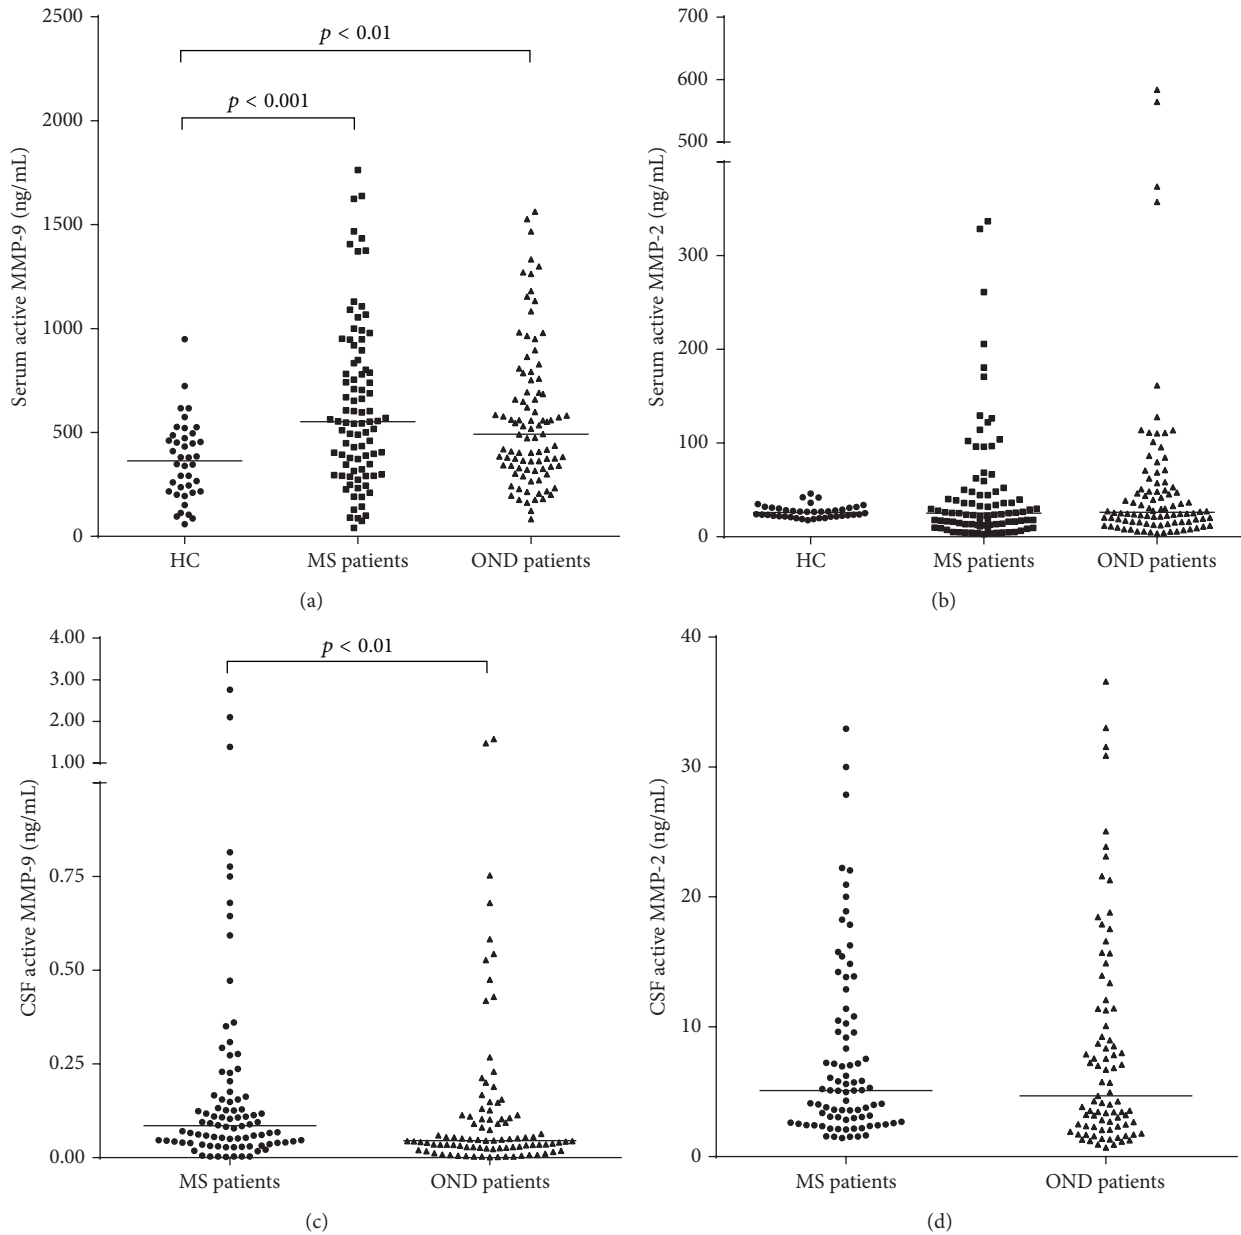 Serum active MMP-9 (ng/mL)
2500
2000
1500
1000
500
0
p < 0.01
p < 0.001
HC MS patients OND patients
(a)
Serum active MMP-2 (ng/mL)
700
600
500
300
200
100
0
HC MS patients OND patients
(b)
CSF active MMP-9 (ng/mL)
4.00
3.00
2.00
1.00
0.75
0.50
0.25
0.00
p < 0.01
MS patients OND patients
(c)
CSF active MMP-2 (ng/mL)
40
30
20
10
0
MS patients OND patients
(d)